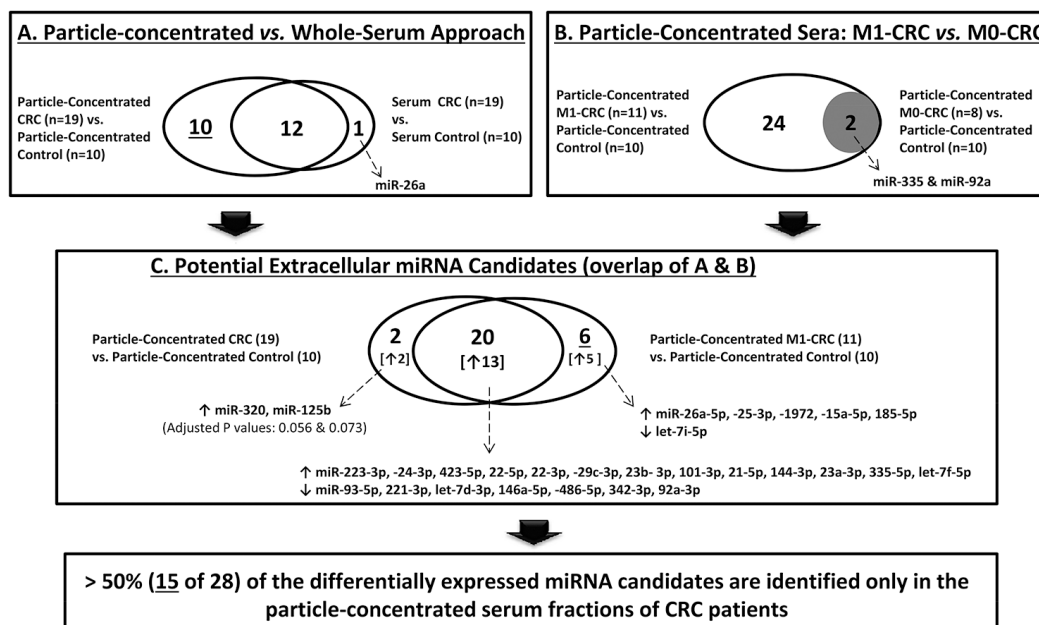 A. Particle-concentrated vs. Whole-Serum Approach
Particle-Concentrated
CRC (n=19) vs.
Particle-Concentrated
Control (n=10)
10
12
1
Serum CRC (n=19)
vs.
Serum Control (n=10)
miR-26a
B. Particle-Concentrated Sera: M1-CRC vs. M0-CRC
Particle-Concentrated
M1-CRC (n=11) vs.
Particle-Concentrated
Control (n=10)
24
2
Particle-Concentrated
M0-CRC (n=8) vs.
Particle-Concentrated
Control (n=10)
miR-335 & miR-92a
C. Potential Extracellular miRNA Candidates (overlap of A & B)
Particle-Concentrated CRC (19)
vs. Particle-Concentrated Control (10)
2
[↑2]
20
[↑13]
6
[↑5]
Particle-Concentrated M1-CRC (11)
vs. Particle-Concentrated Control (10)
↑ miR-320, miR-125b
(Adjusted P values: 0.056 & 0.073)
↑ miR-26a-5p, -25-3p, -1972, -15a-5p, 185-5p
↓ let-7i-5p
↑ miR-223-3p, -24-3p, 423-5p, 22-5p, 22-3p, -29c-3p, 23b- 3p, 101-3p, 21-5p, 144-3p, 23a-3p, 335-5p, let-7f-5p
↓ miR-93-5p, 221-3p, let-7d-3p, 146a-5p, -486-5p, 342-3p, 92a-3p
> 50% (15 of 28) of the differentially expressed miRNA candidates are identified only in the
particle-concentrated serum fractions of CRC patients